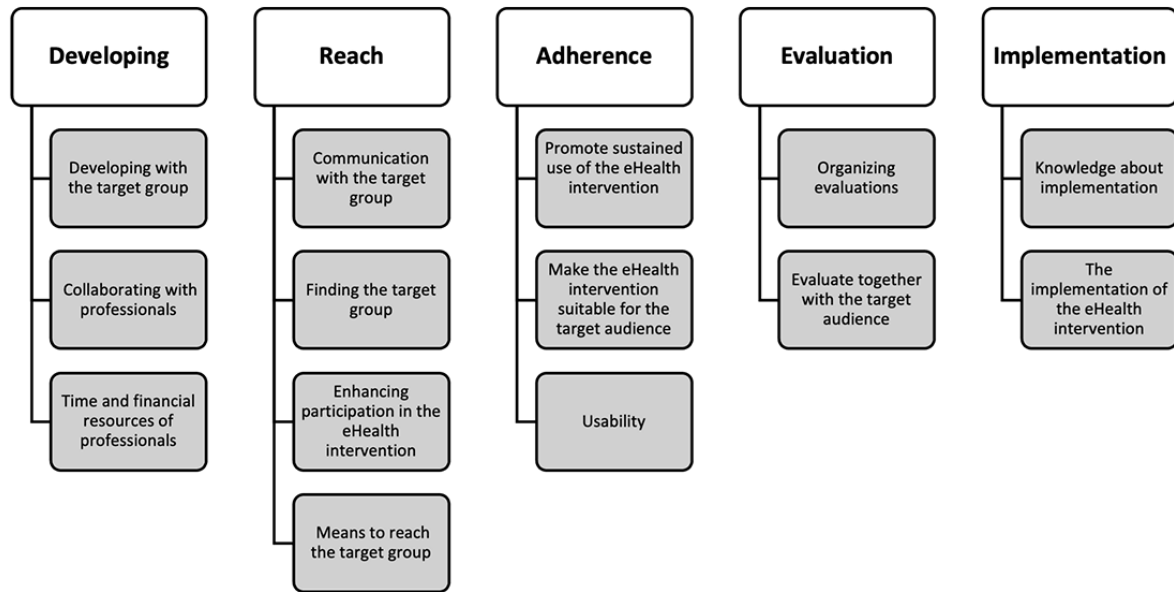 Developing
Developing with
the target group
Collaborating with
professionals
Time and financial
resources of
professionals
Reach
Communication
with the target
group
Finding the target
group
Enhancing
participation in the
eHealth
intervention
Means to reach
the target group
Adherence
Promote sustained
use of the eHealth
intervention
Make the eHealth
intervention
suitable for the
target audience
Usability
Evaluation
Organizing
evaluations
Evaluate together
with the target
audience
Implementation
Knowledge about
implementation
The
implementation of
the eHealth
intervention